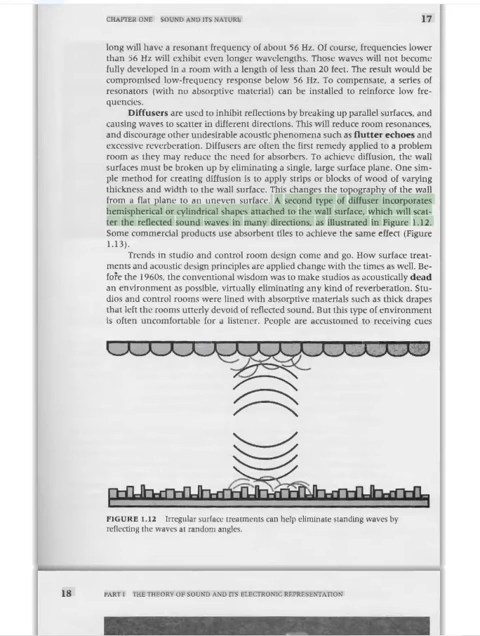 CHAPTER ONE SOUND AND ITS NATURE 17
long will have a resonant frequency of about 56 Hz. Of course, frequencies lower
than 56 Hz will exhibit even longer wavelengths. Those waves will not become
fully developed in a room with a length of less than 20 feet. The result would be
compromised low-frequency response below 56 Hz. To compensate, a series of
resonators (with no absorptive material) can be installed to reinforce low fre-
quencies.
Diffusers are used to inhibit reflections by breaking up parallel surfaces, and
causing waves to scatter in different directions. This will reduce room resonances,
and discourage other undesirable acoustic phenomena such as flutter echoes and
excessive reverberation. Diffusers are often the first remedy applied to a problem
room as they may reduce the need for absorbers. To achieve diffusion, the wall
surfaces must be broken up by eliminating a single, large surface plane. One sim-
ple method for creating diffusion is to apply strips or blocks of wood of varying
thickness and width to the wall surface. This changes the topography of the wall
from a flat plane to an uneven surface. A second type of diffuser incorporates
hemispherical or cylindrical shapes attached to the wall surface, which will scat-
ter the reflected sound waves in many directions, as illustrated in Figure 1.12.
Some commercial products use absorbent tiles to achieve the same effect (Figure
1.13).
Trends in studio and control room design come and go. How surface treat-
ments and acoustic design principles are applied change with the times as well. Be-
fore the 1960s, the conventional wisdom was to make studios as acoustically dead
an environment as possible, virtually eliminating any kind of reverberation. Stu-
dios and control rooms were lined with absorptive materials such as thick drapes
that left the rooms utterly devoid of reflected sound. But this type of environment
is often uncomfortable for a listener. People are accustomed to receiving cues
FIGURE 1.12 Irregular surface treatments can help eliminate standing waves by
reflecting the waves at random angles.
18 PART I THE THEORY OF SOUND AND ITS ELECTRONIC REPRESENTATION